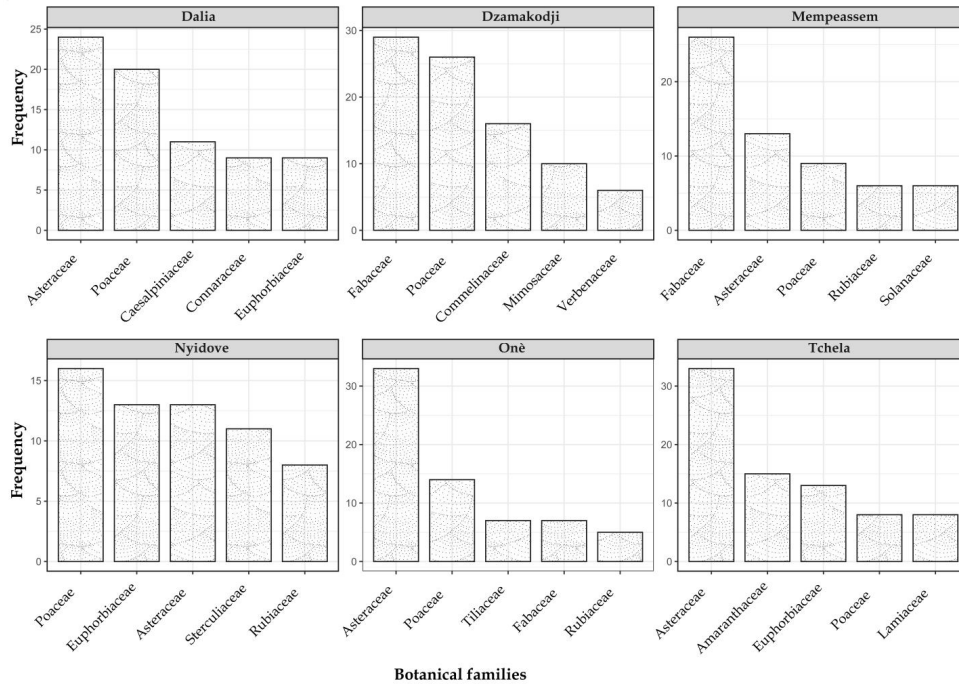 Dalia
Dzamakodji
Mempeassem
Frequency
25
20
15
10
5
0
30
20
10
0
20
10
0
Asteraceae
Poaceae
Caesalpiniaceae
Connaraceae
Euphorbiaceae
Fabaceae
Poaceae
Commelinaceae
Mimosaceae
Verbenaceae
Fabaceae
Asteraceae
Poaceae
Rubiaceae
Solanaceae
Nyidove
Onè
Tchela
Frequency
15
10
5
0
30
20
10
0
30
20
10
0
Poaceae
Euphorbiaceae
Asteraceae
Sterculiaceae
Rubiaceae
Asteraceae
Poaceae
Tiliaceae
Fabaceae
Rubiaceae
Asteraceae
Amaranthaceae
Euphorbiaceae
Poaceae
Lamiaceae
Botanical families